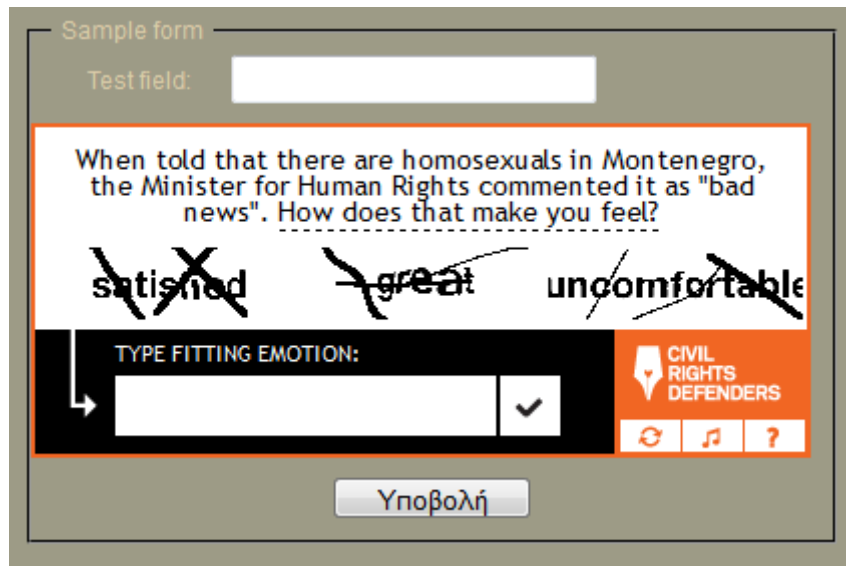 Sample form
Test field:
When told that there are homosexuals in Montenegro,
the Minister for Human Rights commented it as "bad
news". How does that make you feel?
satisfied great uncomfortable
TYPE FITTING EMOTION:
CIVIL
RIGHTS
DEFENDERS
?
Υποβολή